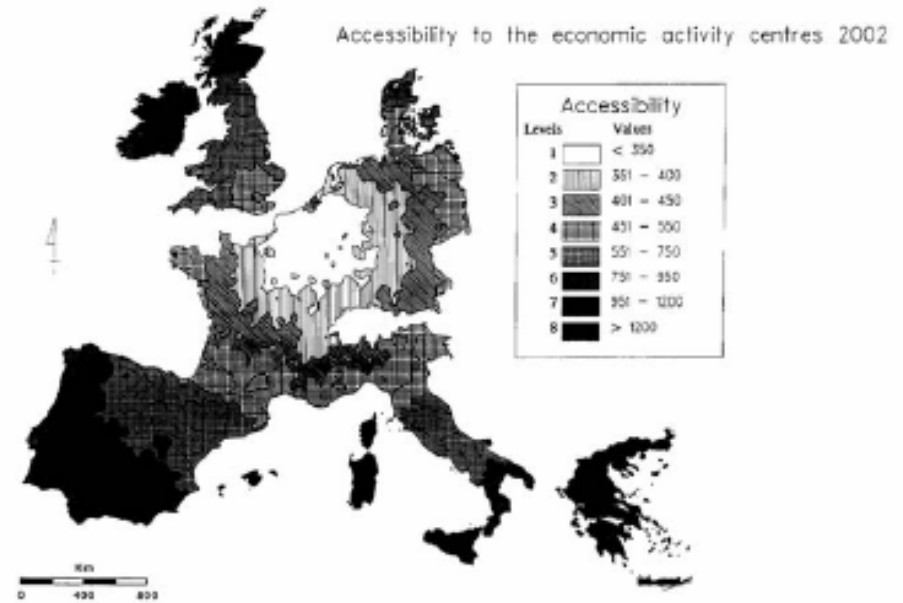 Accessibility to the economic activity centres 2002
Accessibility
Levels Values
1 < 350
2 351 - 400
3 401 - 450
4 451 - 550
5 551 - 750
6 751 - 950
7 951 - 1200
8 > 1200
Km
0 400 800